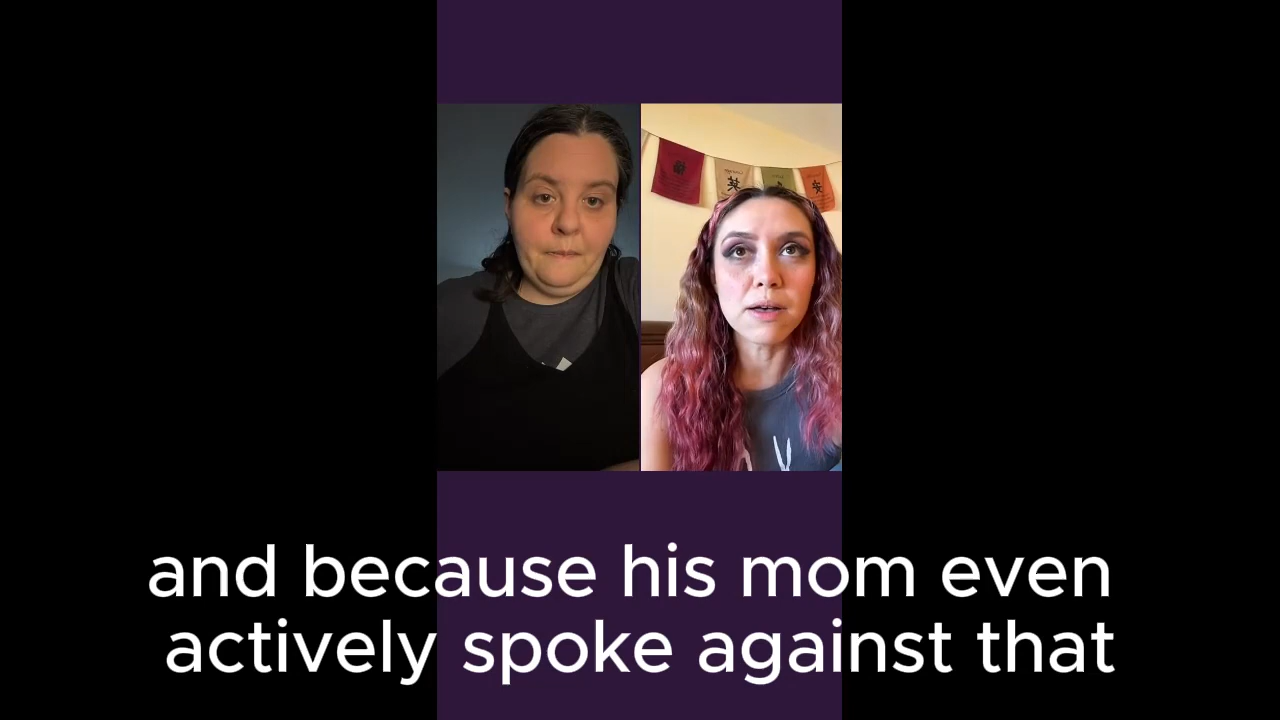 and because his mom even
actively spoke against that